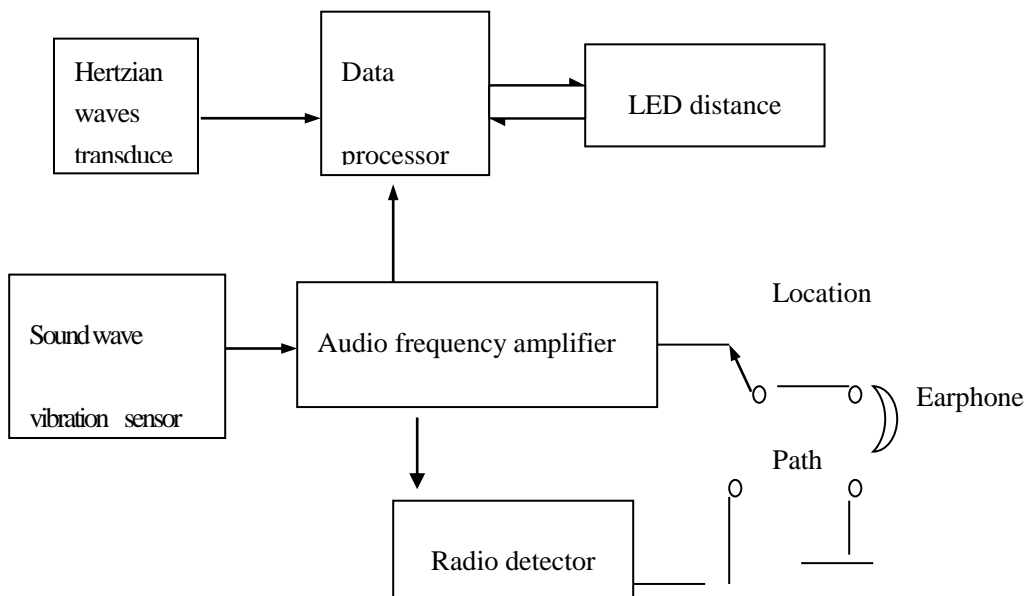 Hertzian
waves
transduce
Data
processor
LED distance
Sound wave
vibration sensor
Audio frequency amplifier
Location
Earphone
Path
Radio detector